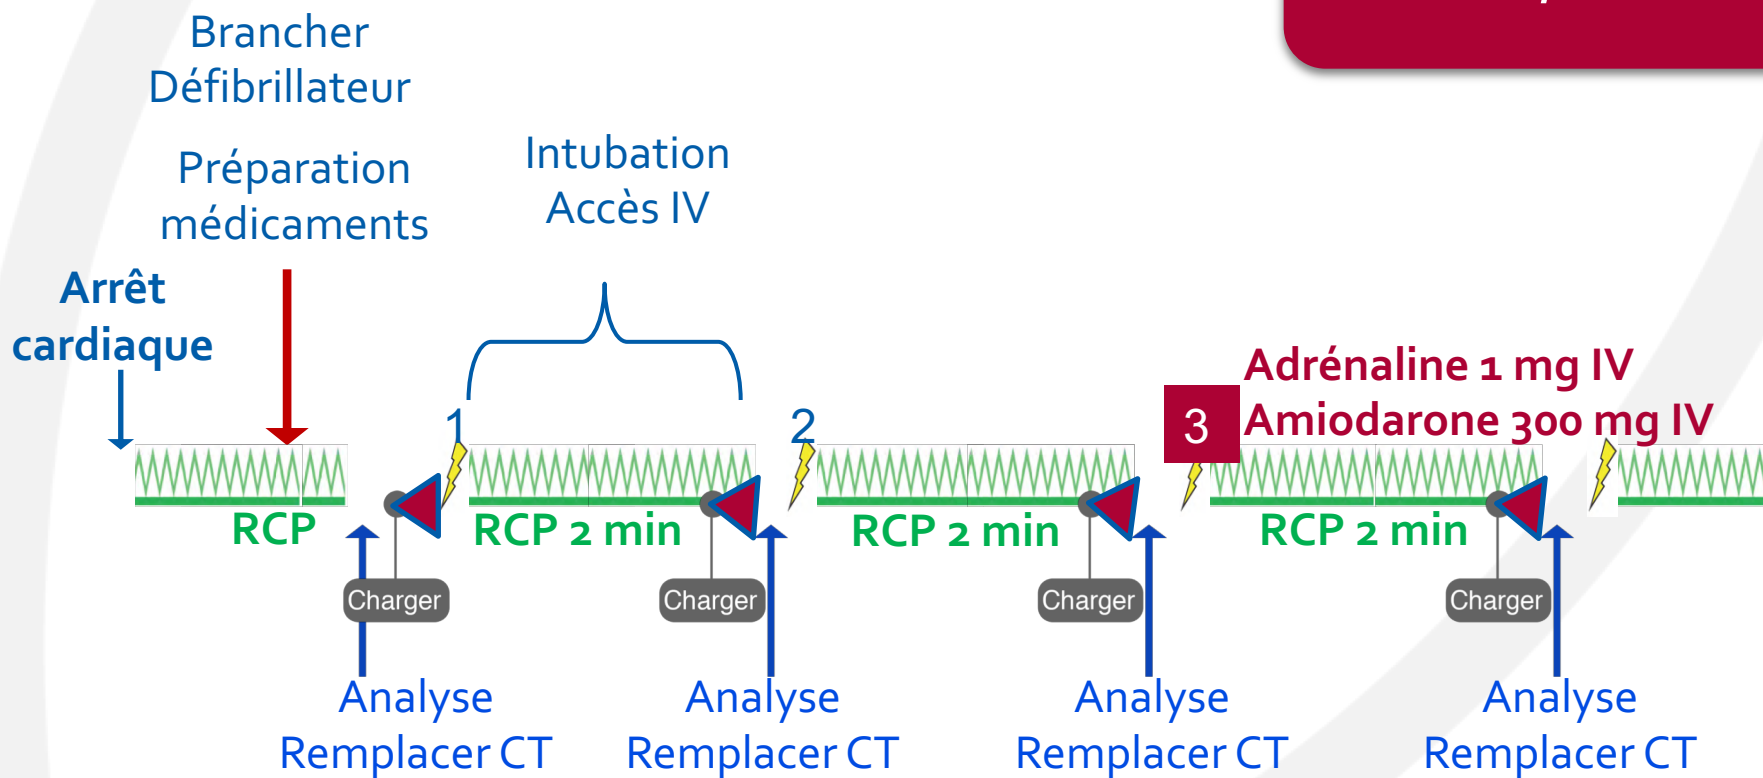 Brancher
Défibrillateur
Préparation
médicaments
Intubation
Accès IV
Arrêt
cardiaque
Adrénaline 1 mg IV
Amiodarone 300 mg IV
1
2
3
RCP
RCP 2 min
RCP 2 min
RCP 2 min
Charger
Charger
Charger
Charger
Analyse
Remplacer CT
Analyse
Remplacer CT
Analyse
Remplacer CT
Analyse
Remplacer CT